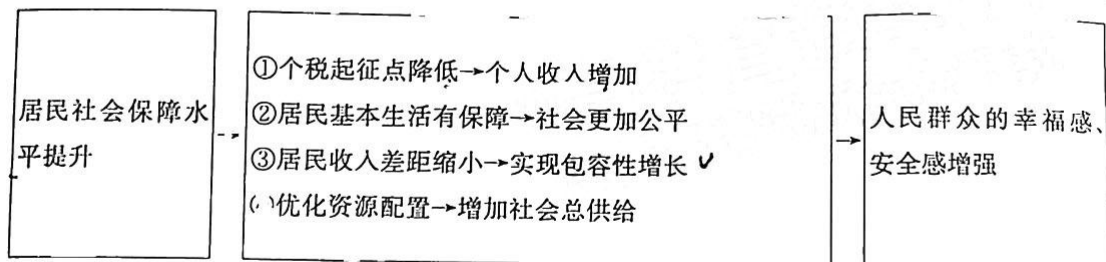 居民社会保障水
平提升
①个税起征点降低→个人收入增加
②居民基本生活有保障→社会更加公平
③居民收入差距缩小→实现包容性增长 ✓
优化资源配置→增加社会总供给
人民群众的幸福感、
安全感增强